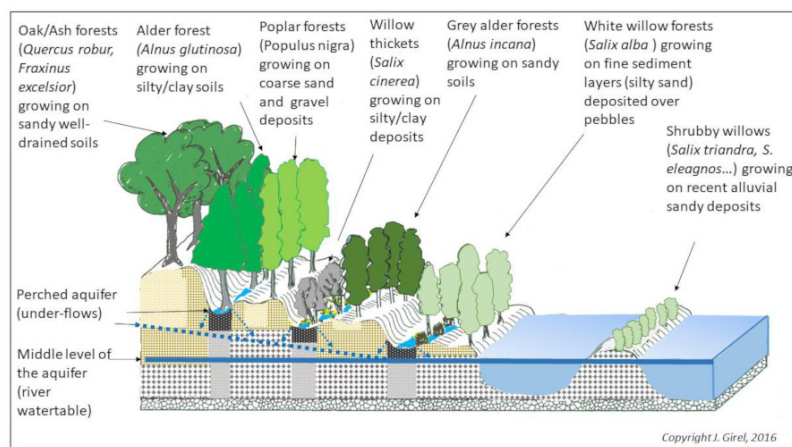 Oak/Ash forests
(Quercus robur,
Fraxinus
excelsior)
growing on
sandy well-
drained soils
Alder forest
(Alnus glutinosa)
growing on
silty/clay soils
Poplar forests
(Populus nigra)
growing on
coarse sand
and gravel
deposits
Willow
thickets
(Salix
cinerea)
growing on
silty/clay
deposits
Grey alder forests
(Alnus incana)
growing on sandy
soils
White willow forests
(Salix alba ) growing
on fine sediment
layers (silty sand)
deposited over
pebbles
Shrubby willows
(Salix triandra, S.
eleagnos...) growing
on recent alluvial
sandy deposits
Perched aquifer
(under-flows)
Middle level of
the aquifer
(river
watertable)
Copyright J. Girel, 2016